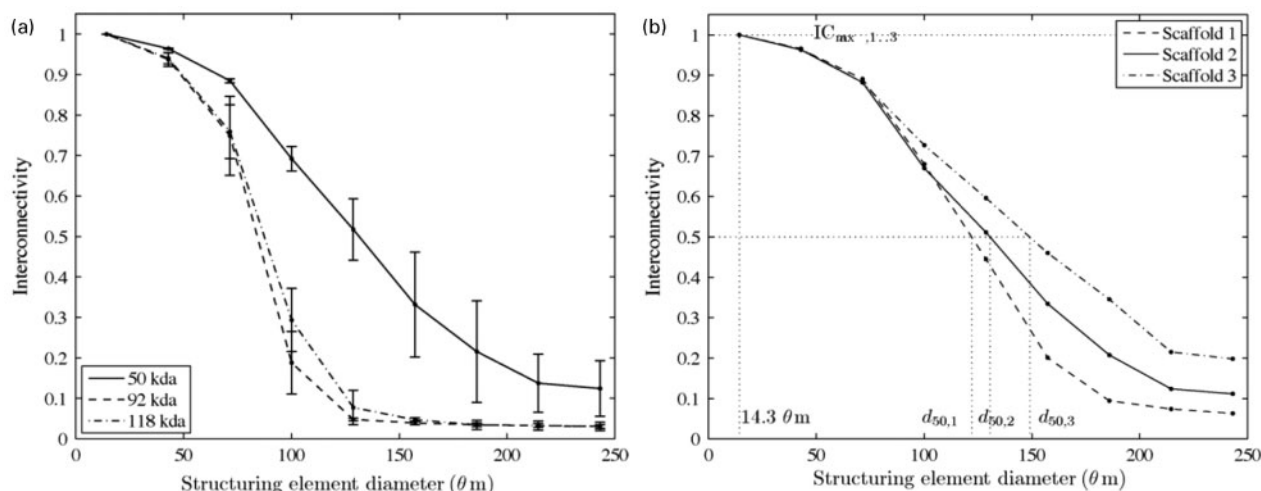 (a)
1
0.9
0.8
0.7
0.6
0.5
0.4
0.3
0.2
0.1
0
Interconnectivity
50 kda
92 kda
118 kda
0 50 100 150 200 250
Structuring element diameter (θm)
(b)
1
0.9
0.8
0.7
0.6
0.5
0.4
0.3
0.2
0.1
0
Interconnectivity
ICmx ,1..3
Scaffold 1
Scaffold 2
Scaffold 3
14.3 θm
d50,1
d50,2
d50,3
0 50 100 150 200 250
Structuring element diameter (θm)